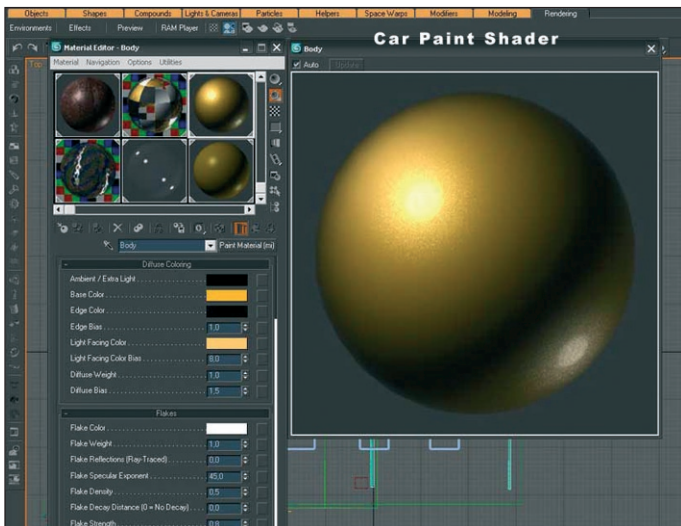 Objects Shapes Compounds Lights & Cameras Particles Helpers Space Warps Modifiers Modeling Rendering
Environments Effects Preview RAM Player
Car Paint Shader
Material Editor - Body
Material Navigation Options Utilities
Body
Auto Update
Top
Body Paint Material (mi)
Diffuse Coloring
Ambient / Extra Light
Base Color
Edge Color
Edge Bias 1,0
Light Facing Color
Light Facing Color Bias 8,0
Diffuse Weight 1,0
Diffuse Bias 1,5
Flakes
Flake Color
Flake Weight 1,0
Flake Reflections (Ray-Traced) 0,0
Flake Specular Exponent 45,0
Flake Density 0,5
Flake Decay Distance (0 = No Decay) 0,0
Flake Strength 0,8